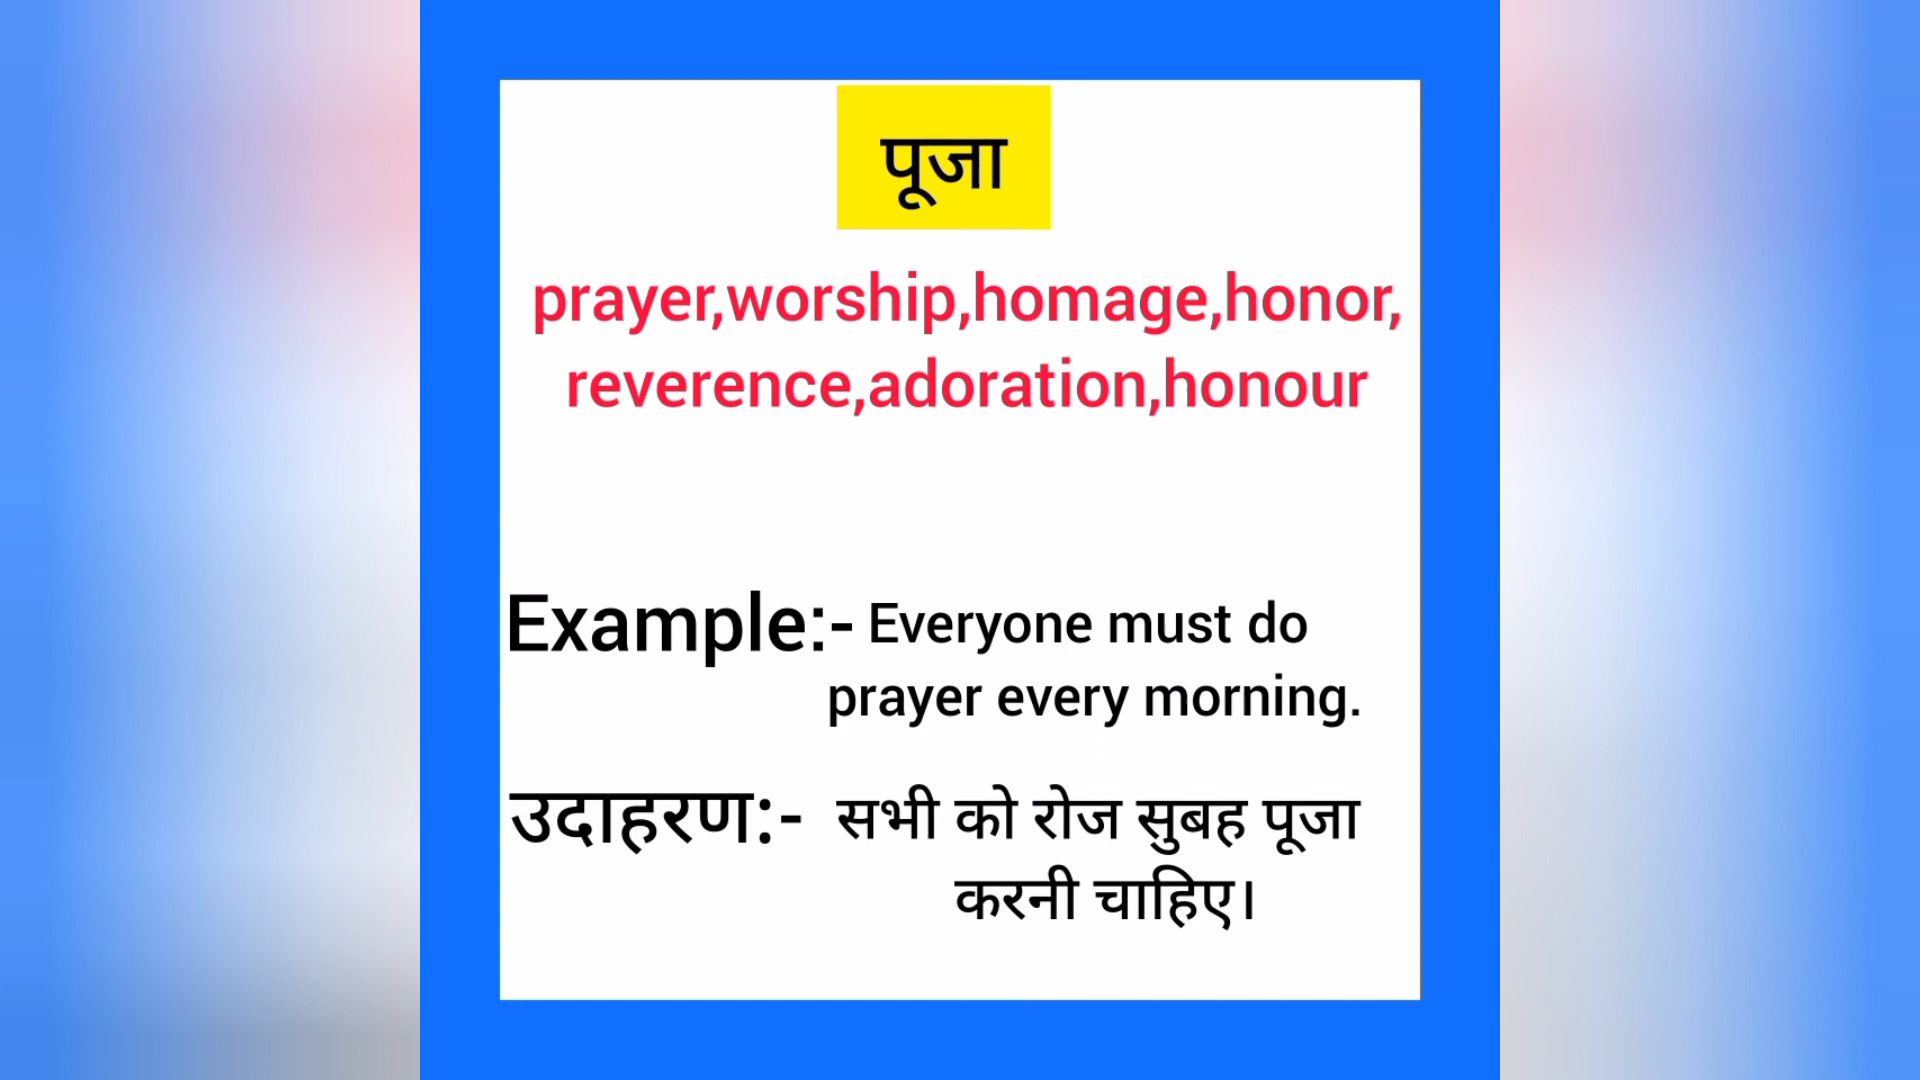 पूजा
prayer,worship,homage,honor,
reverence,adoration,honour
Example:- Everyone must do
prayer every morning.
उदाहरण:- सभी को रोज सुबह पूजा
करनी चाहिए।